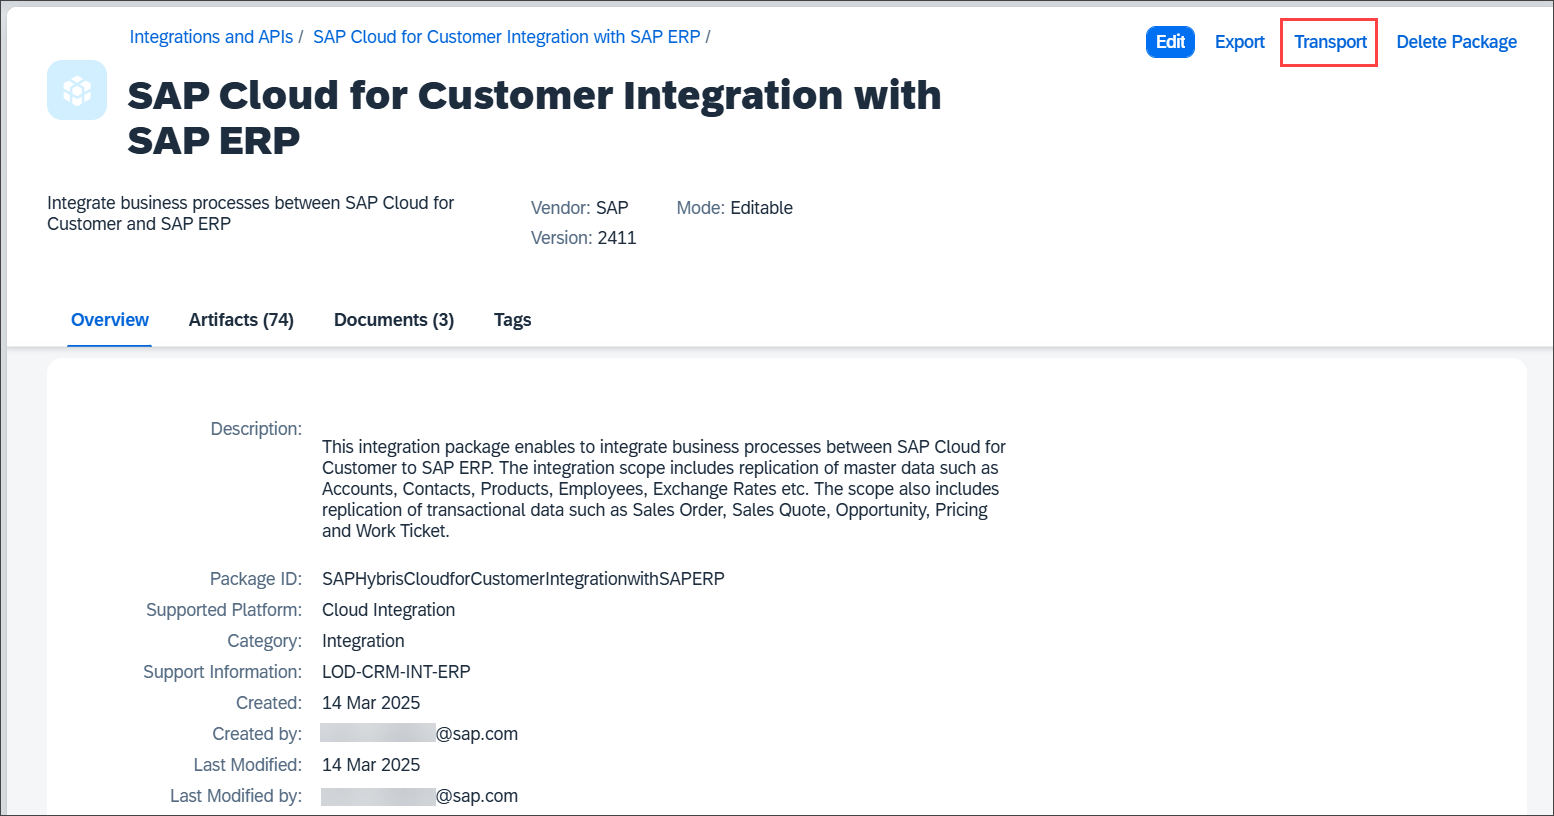 Integrations and APIs / SAP Cloud for Customer Integration with SAP ERP /
Edit Export Transport Delete Package
SAP Cloud for Customer Integration with
SAP ERP
Integrate business processes between SAP Cloud for
Customer and SAP ERP
Vendor: SAP Mode: Editable
Version: 2411
Overview Artifacts (74) Documents (3) Tags
Description:
This integration package enables to integrate business processes between SAP Cloud for
Customer to SAP ERP. The integration scope includes replication of master data such as
Accounts, Contacts, Products, Employees, Exchange Rates etc. The scope also includes
replication of transactional data such as Sales Order, Sales Quote, Opportunity, Pricing
and Work Ticket.
Package ID: SAPHybrisCloudforCustomerIntegrationwithSAPERP
Supported Platform: Cloud Integration
Category: Integration
Support Information: LOD-CRM-INT-ERP
Created: 14 Mar 2025
Created by: @sap.com
Last Modified: 14 Mar 2025
Last Modified by: @sap.com